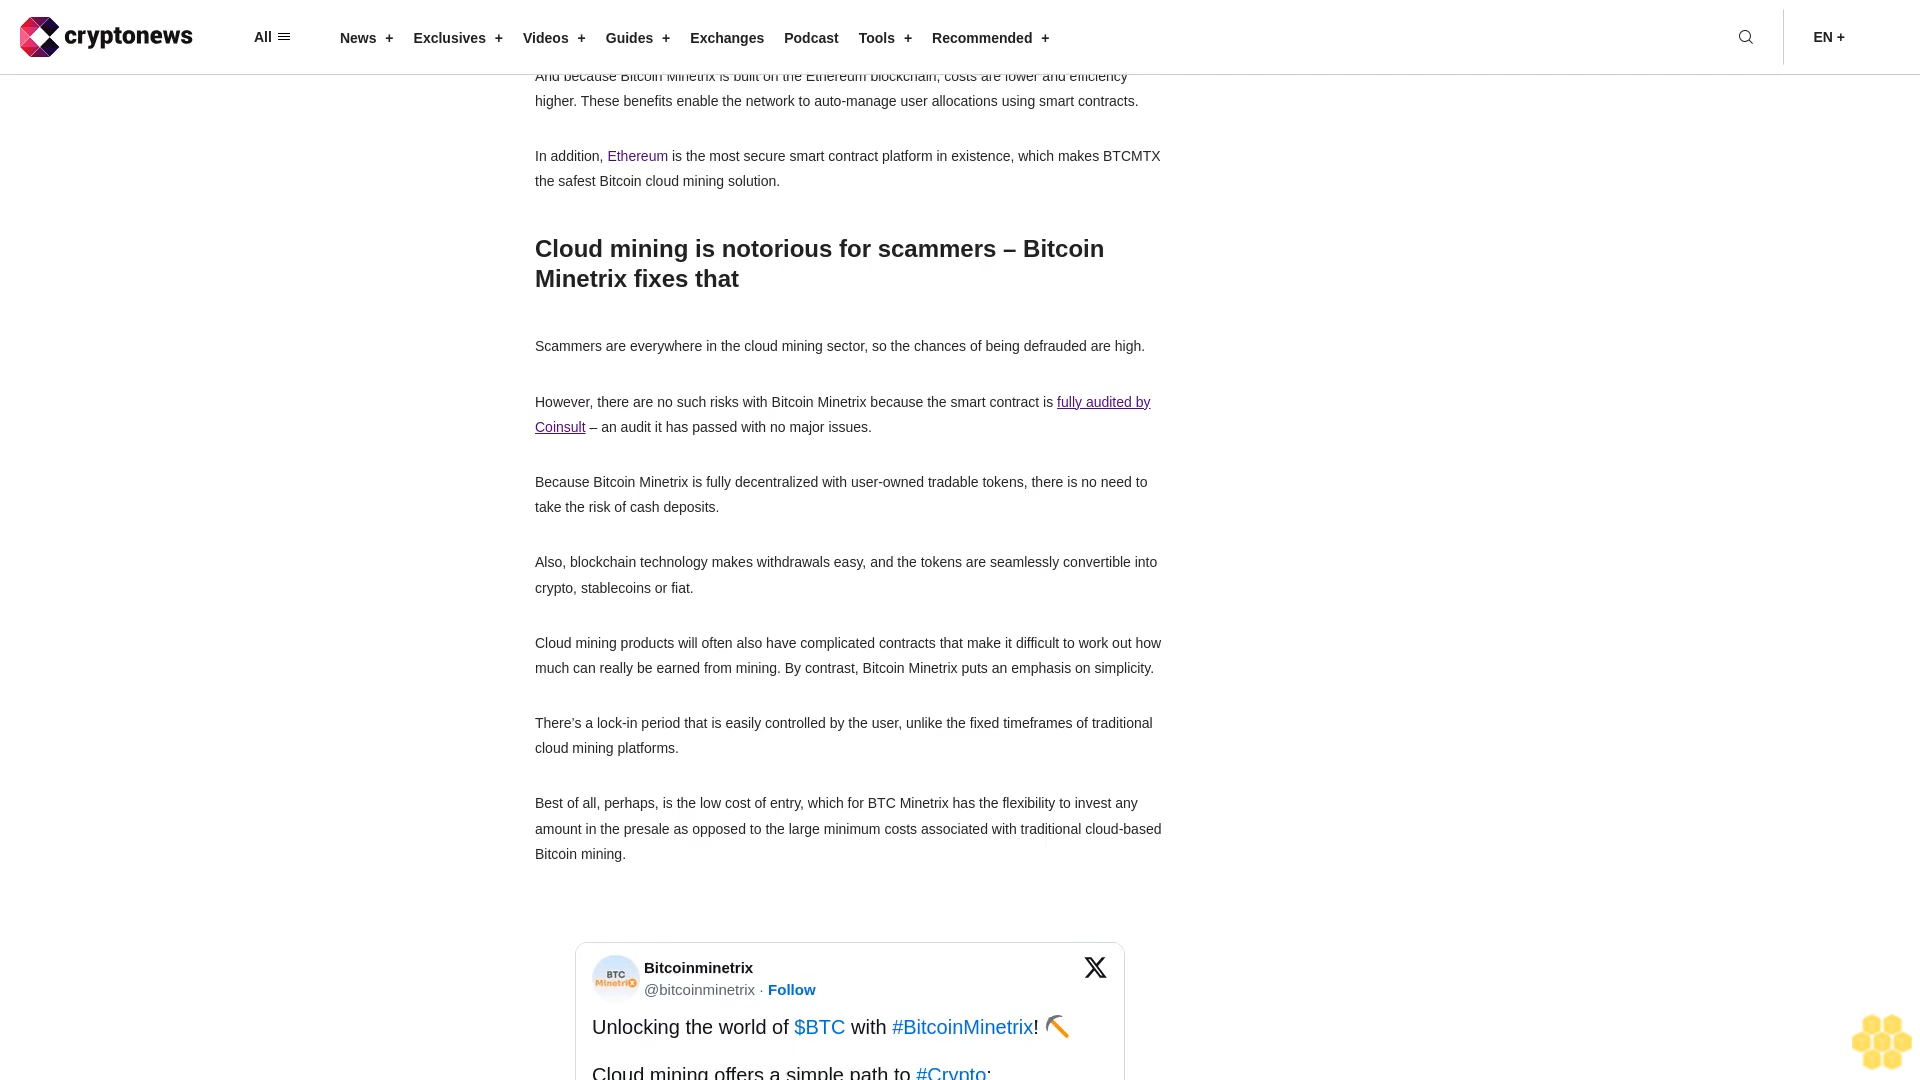 cryptonews
All
News +
Exclusives +
Videos +
Guides +
Exchanges
Podcast
Tools +
Recommended +
EN +
And because Bitcoin Minetrix is built on the Ethereum blockchain, costs are lower and efficiency
higher. These benefits enable the network to auto-manage user allocations using smart contracts.
In addition, Ethereum is the most secure smart contract platform in existence, which makes BTCMTX
the safest Bitcoin cloud mining solution.
Cloud mining is notorious for scammers – Bitcoin
Minetrix fixes that
Scammers are everywhere in the cloud mining sector, so the chances of being defrauded are high.
However, there are no such risks with Bitcoin Minetrix because the smart contract is fully audited by
Coinsult – an audit it has passed with no major issues.
Because Bitcoin Minetrix is fully decentralized with user-owned tradable tokens, there is no need to
take the risk of cash deposits.
Also, blockchain technology makes withdrawals easy, and the tokens are seamlessly convertible into
crypto, stablecoins or fiat.
Cloud mining products will often also have complicated contracts that make it difficult to work out how
much can really be earned from mining. By contrast, Bitcoin Minetrix puts an emphasis on simplicity.
There’s a lock-in period that is easily controlled by the user, unlike the fixed timeframes of traditional
cloud mining platforms.
Best of all, perhaps, is the low cost of entry, which for BTC Minetrix has the flexibility to invest any
amount in the presale as opposed to the large minimum costs associated with traditional cloud-based
Bitcoin mining.
BTC
Minetrix
Bitcoinminetrix
@bitcoinminetrix · Follow
Unlocking the world of $BTC with #BitcoinMinetrix! ⛏️
Cloud mining offers a simple path to #Crypto: